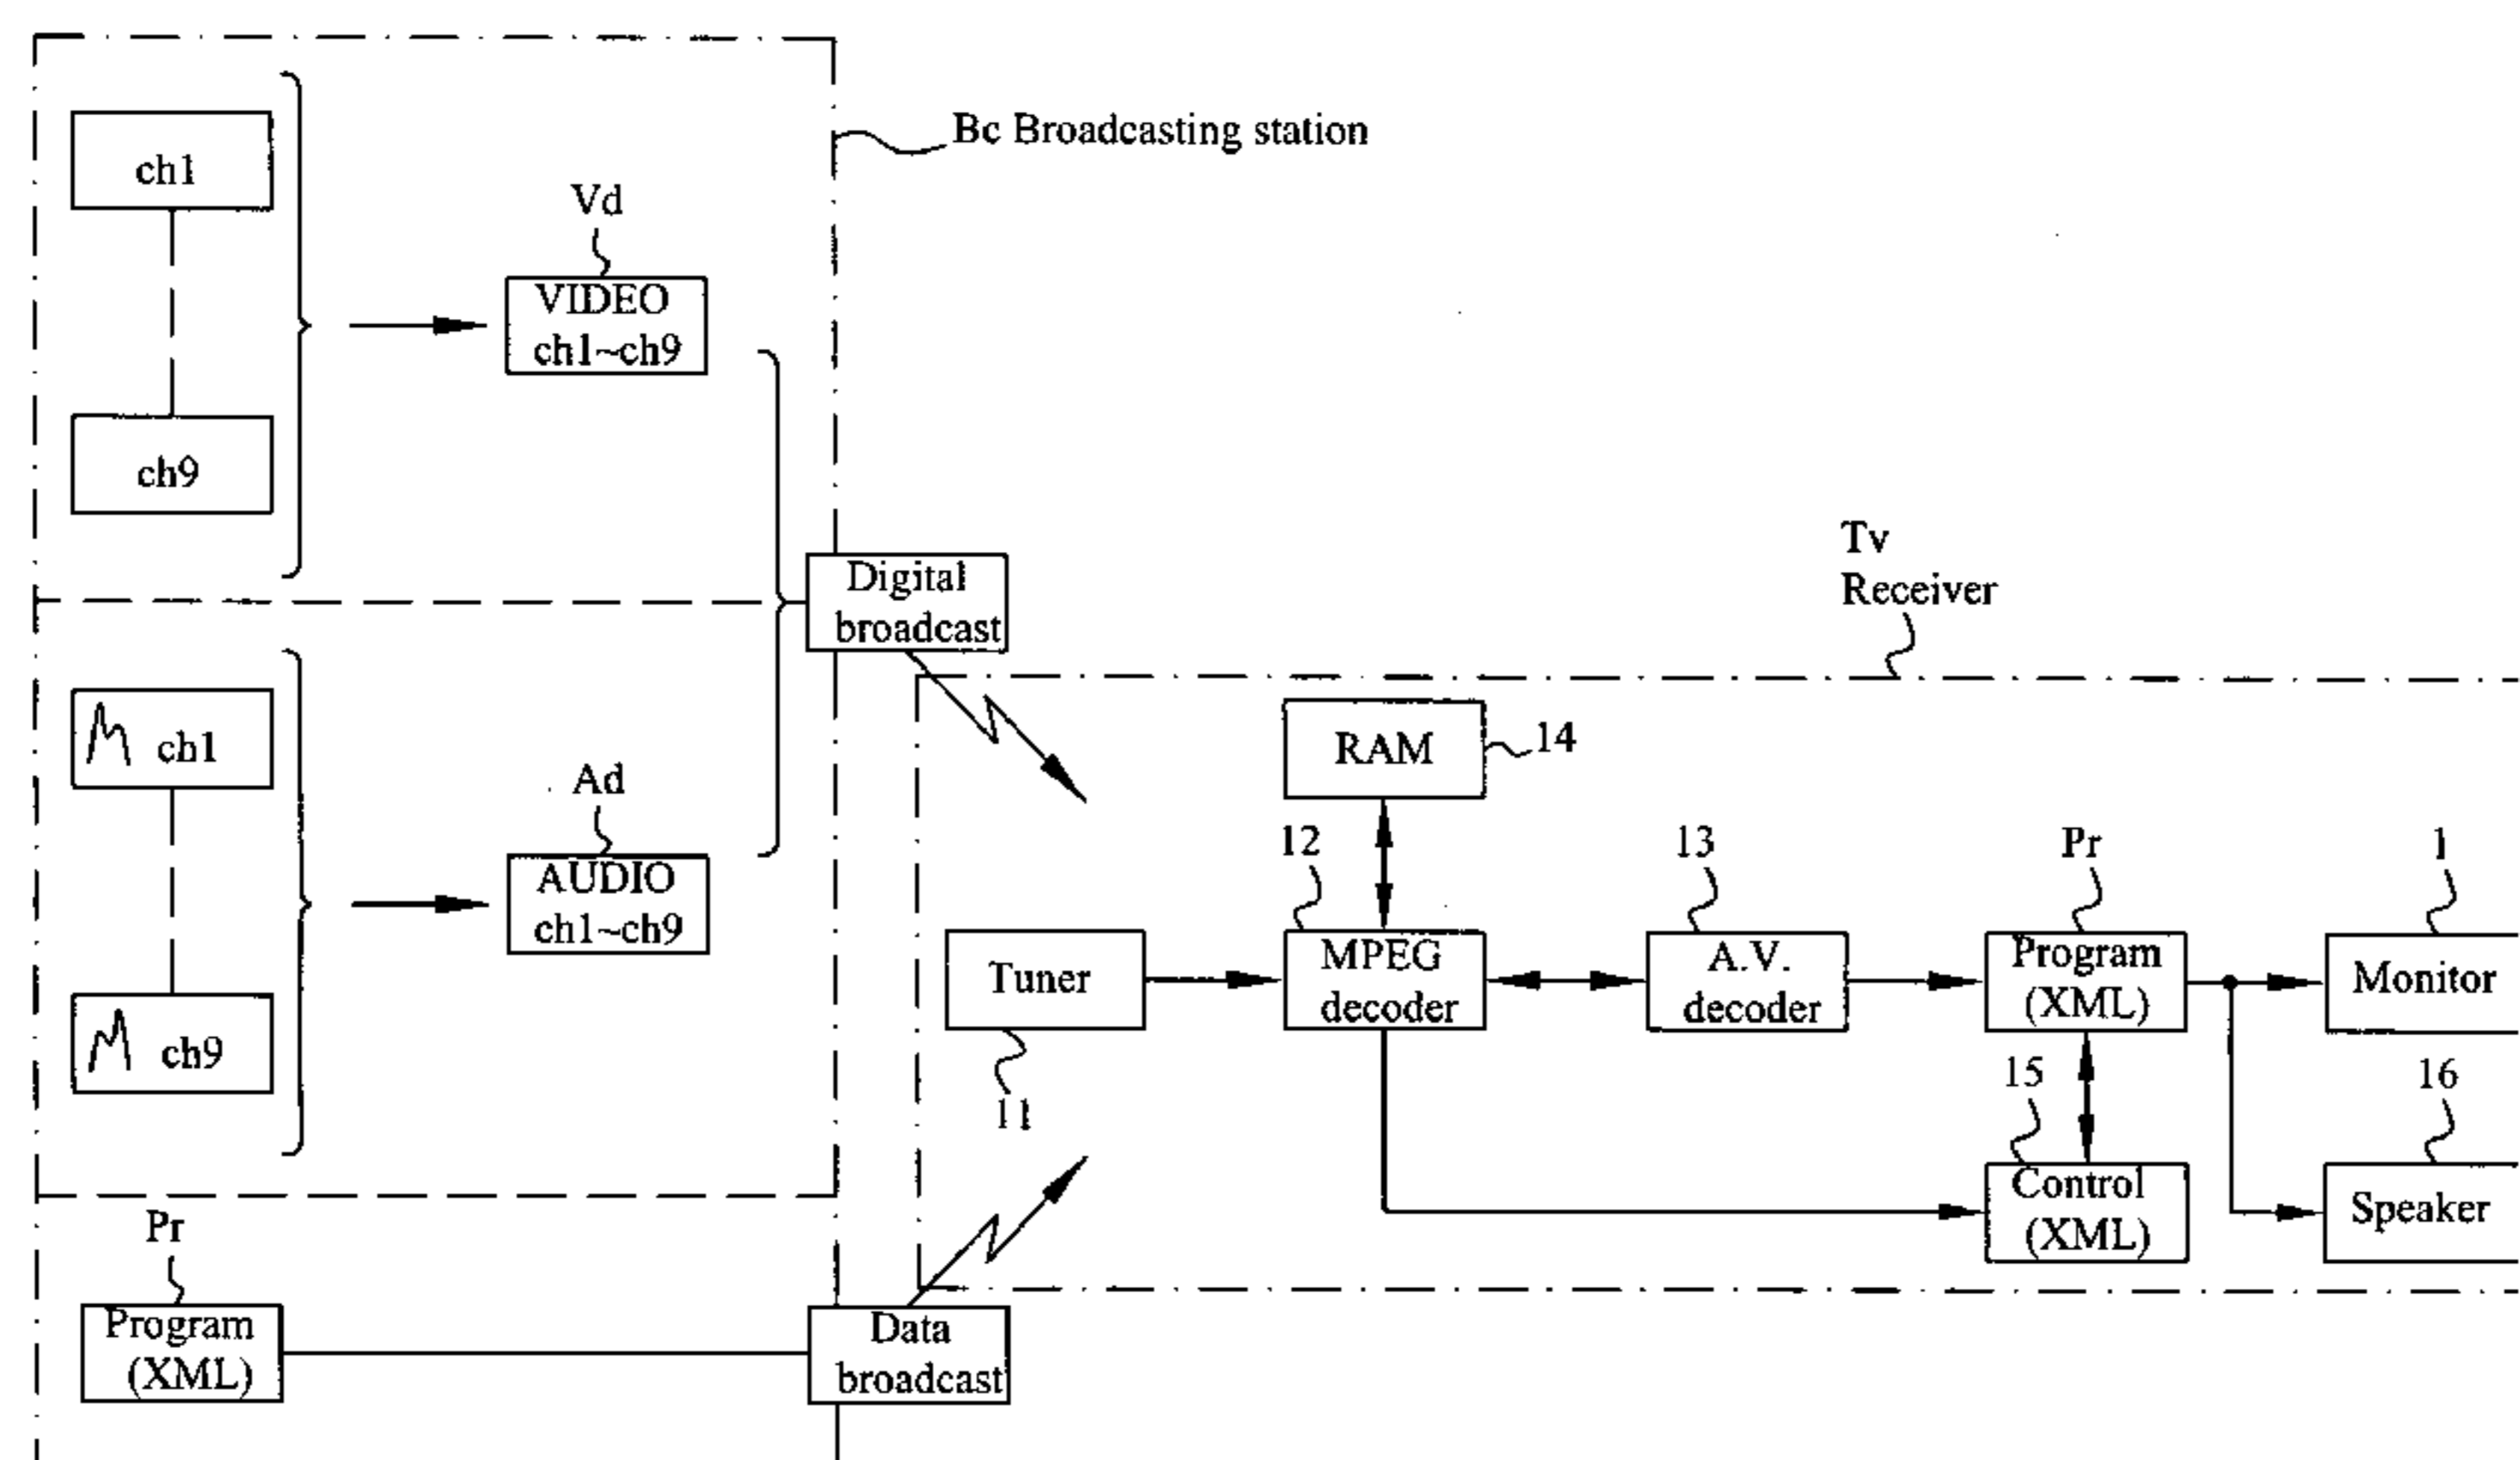 ch1
ch9
Vd
VIDEO
ch1~ch9
Bc Broadcasting station
Digital
broadcast
ch1
ch9
Ad
AUDIO
ch1~ch9
Pr
Program
(XML)
Data
broadcast
Tv
Receiver
RAM
14
12
13
Pr
1
Tuner
MPEG
decoder
A.V.
decoder
Program
(XML)
Monitor
11
15
16
Control
(XML)
Speaker